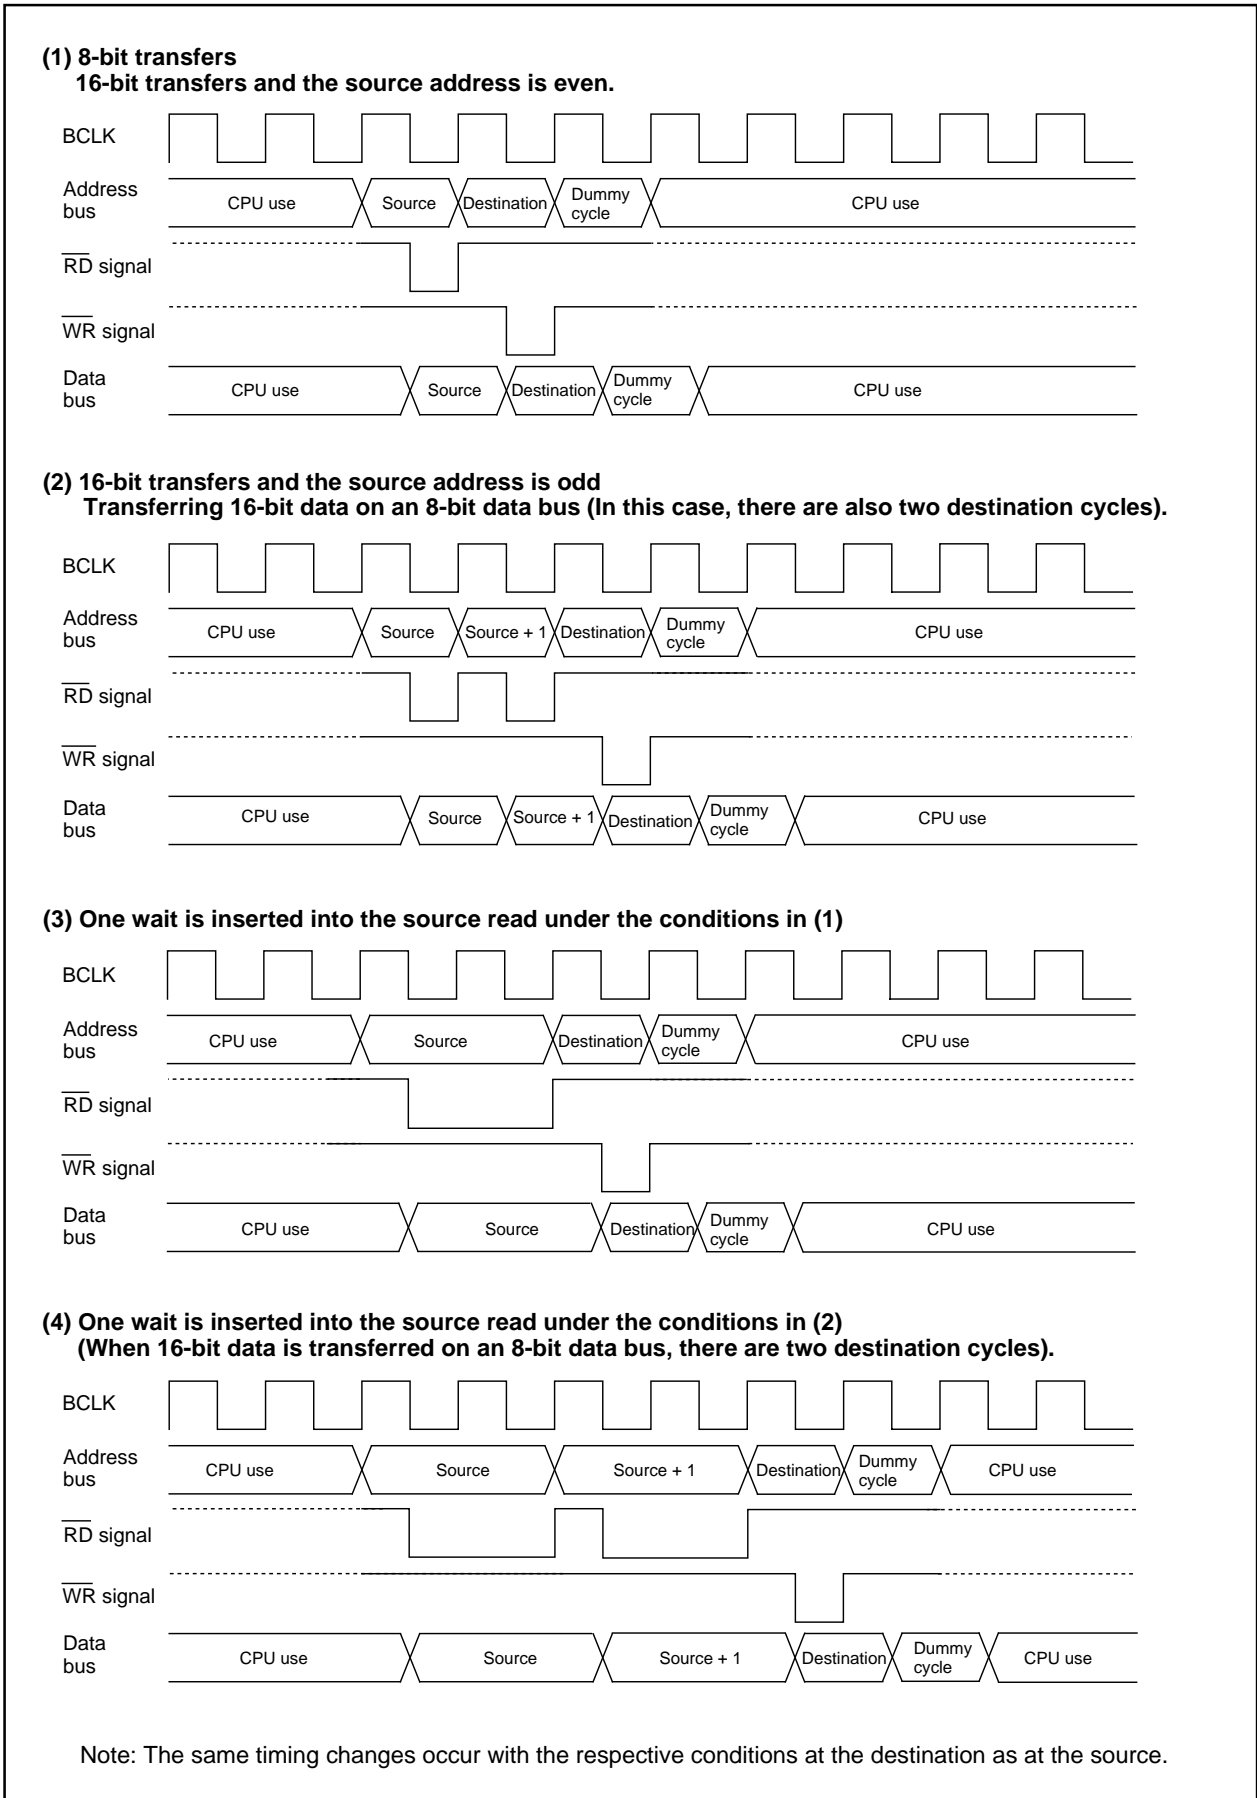 (1) 8-bit transfers
16-bit transfers and the source address is even.
BCLK
Address
bus
CPU use
Source
Destination
Dummy
cycle
CPU use
RD signal
WR signal
Data
bus
CPU use
Source
Destination
Dummy
cycle
CPU use
(2) 16-bit transfers and the source address is odd
Transferring 16-bit data on an 8-bit data bus (In this case, there are also two destination cycles).
BCLK
Address
bus
CPU use
Source
Source + 1
Destination
Dummy
cycle
CPU use
RD signal
WR signal
Data
bus
CPU use
Source
Source + 1
Destination
Dummy
cycle
CPU use
(3) One wait is inserted into the source read under the conditions in (1)
BCLK
Address
bus
CPU use
Source
Destination
Dummy
cycle
CPU use
RD signal
WR signal
Data
bus
CPU use
Source
Destination
Dummy
cycle
CPU use
(4) One wait is inserted into the source read under the conditions in (2)
(When 16-bit data is transferred on an 8-bit data bus, there are two destination cycles).
BCLK
Address
bus
CPU use
Source
Source + 1
Destination
Dummy
cycle
CPU use
RD signal
WR signal
Data
bus
CPU use
Source
Source + 1
Destination
Dummy
cycle
CPU use
Note: The same timing changes occur with the respective conditions at the destination as at the source.